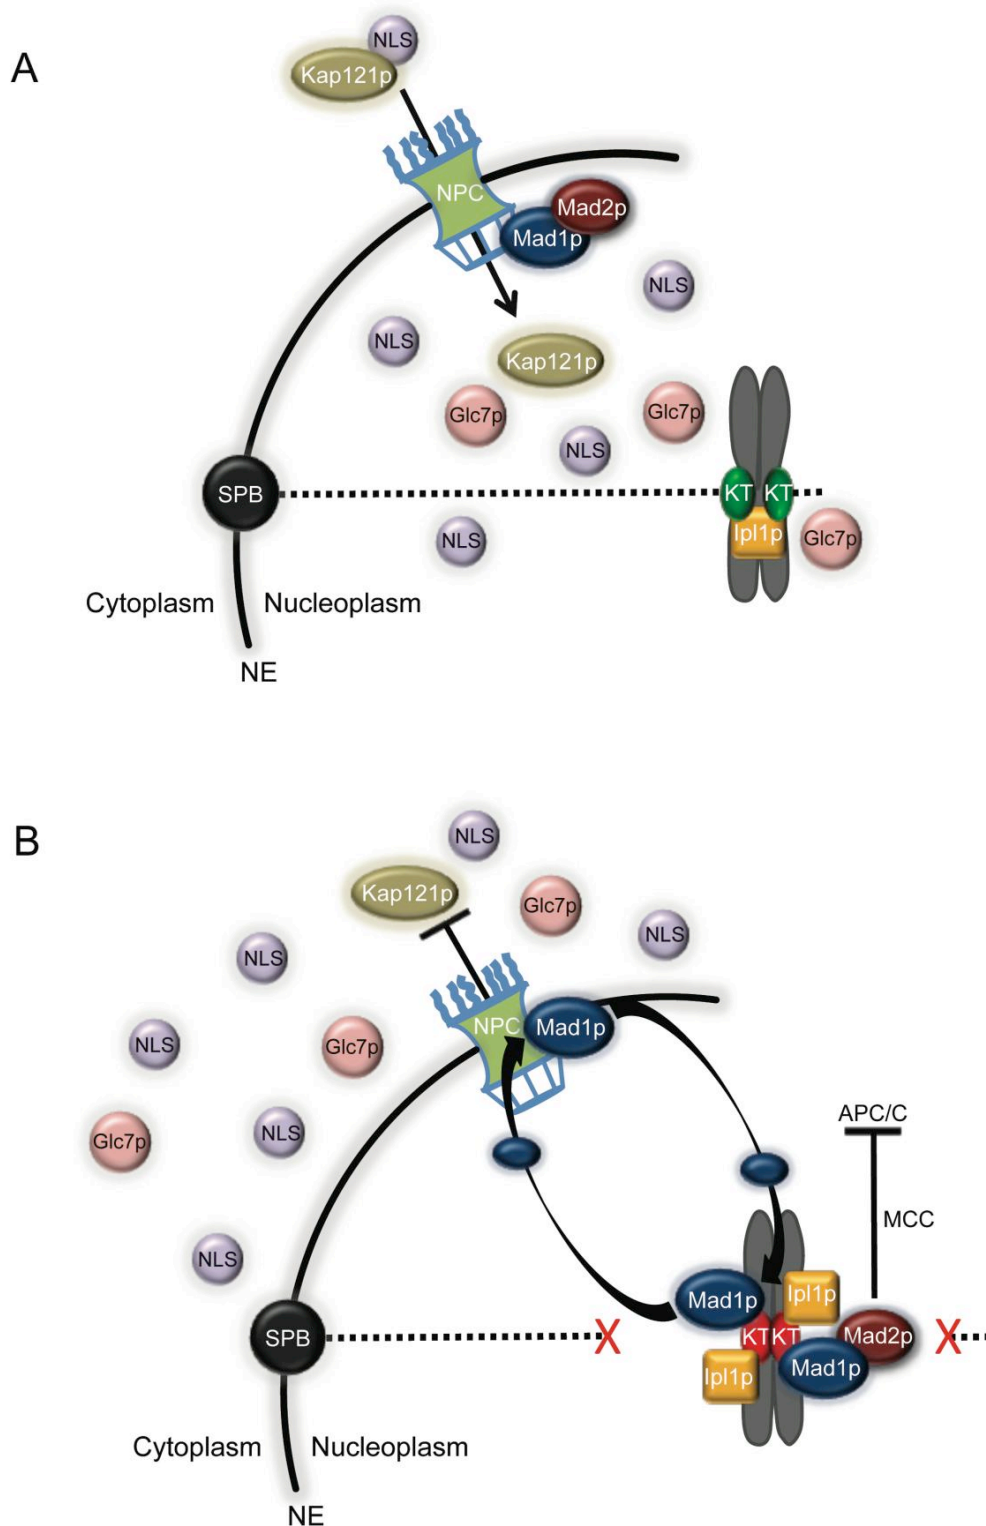 A
NLS
Kap121p
NPC
Mad2p
Mad1p
NLS
NLS
Kap121p
Glc7p
Glc7p
NLS
SPB
KT KT
NLS
Ipl1p
Glc7p
Cytoplasm Nucleoplasm
NE
B
NLS
Kap121p
Glc7p
NLS
NLS
NPC
Mad1p
NLS
Glc7p
Glc7p
NLS
APC/C
MCC
NLS
Mad1p
Ipl1p
SPB
X
KT KT
Mad2p
X
Mad1p
Ipl1p
Cytoplasm Nucleoplasm
NE